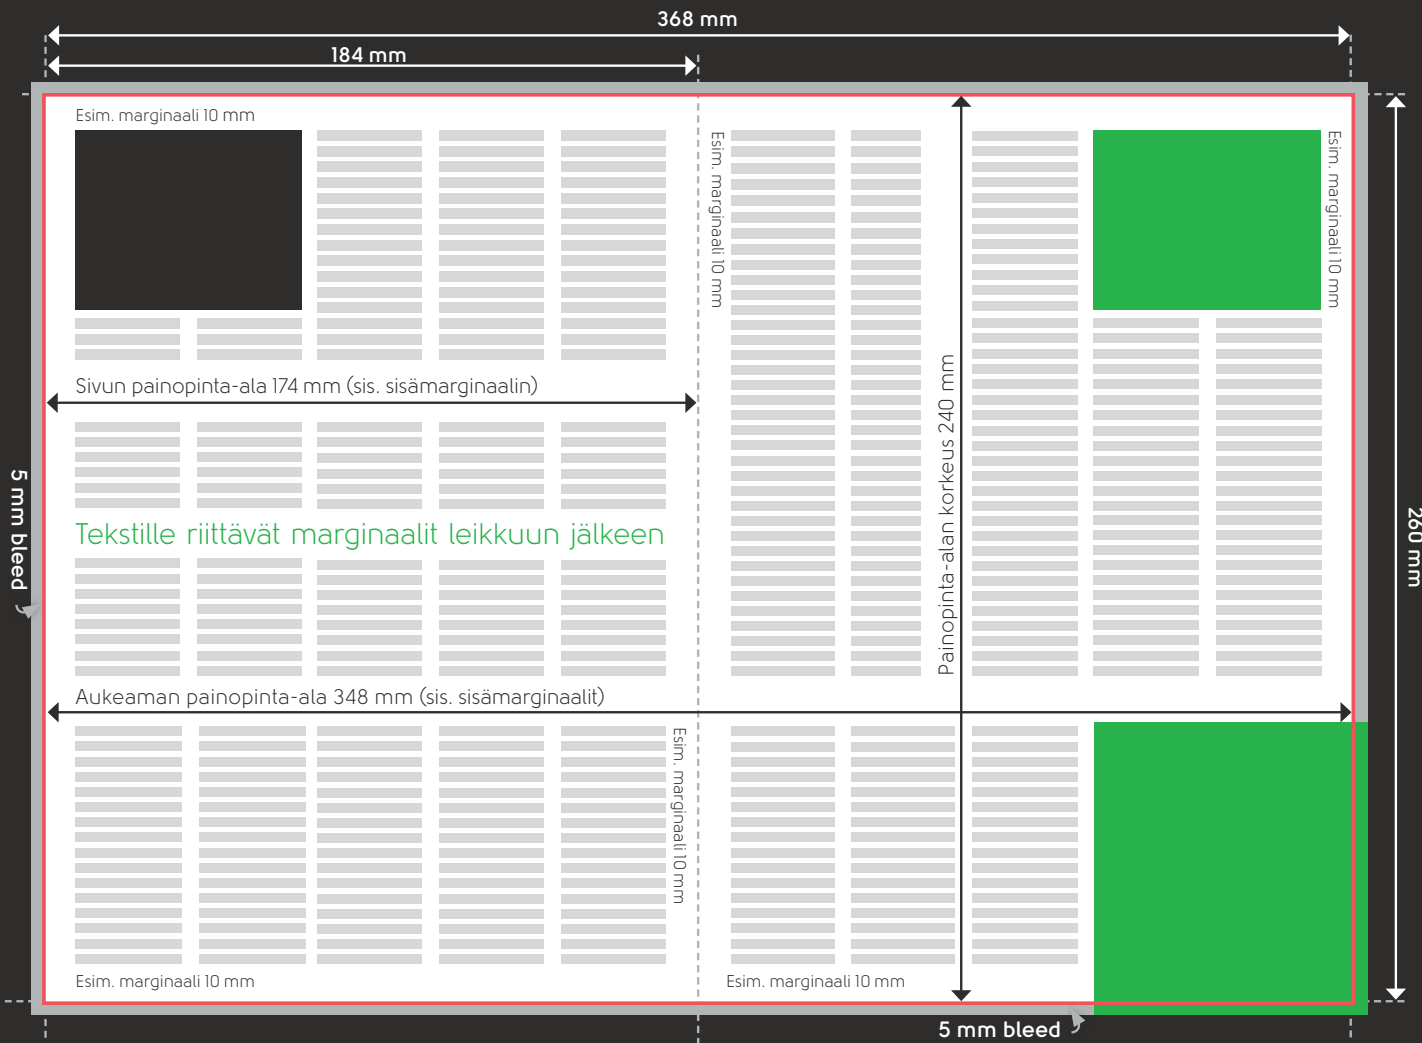 368 mm
184 mm
Esim. marginaali 10 mm
Esim. marginaali 10 mm
Esim. marginaali 10 mm
Sivun painopinta-ala 174 mm (sis. sisämarginaalin)
Painopinta-alan korkeus 240 mm
5 mm bleed
260 mm
Tekstille riittävät marginaalit leikkuun jälkeen
Aukeaman painopinta-ala 348 mm (sis. sisämarginaalit)
Esim. marginaali 10 mm
Esim. marginaali 10 mm
Esim. marginaali 10 mm
5 mm bleed